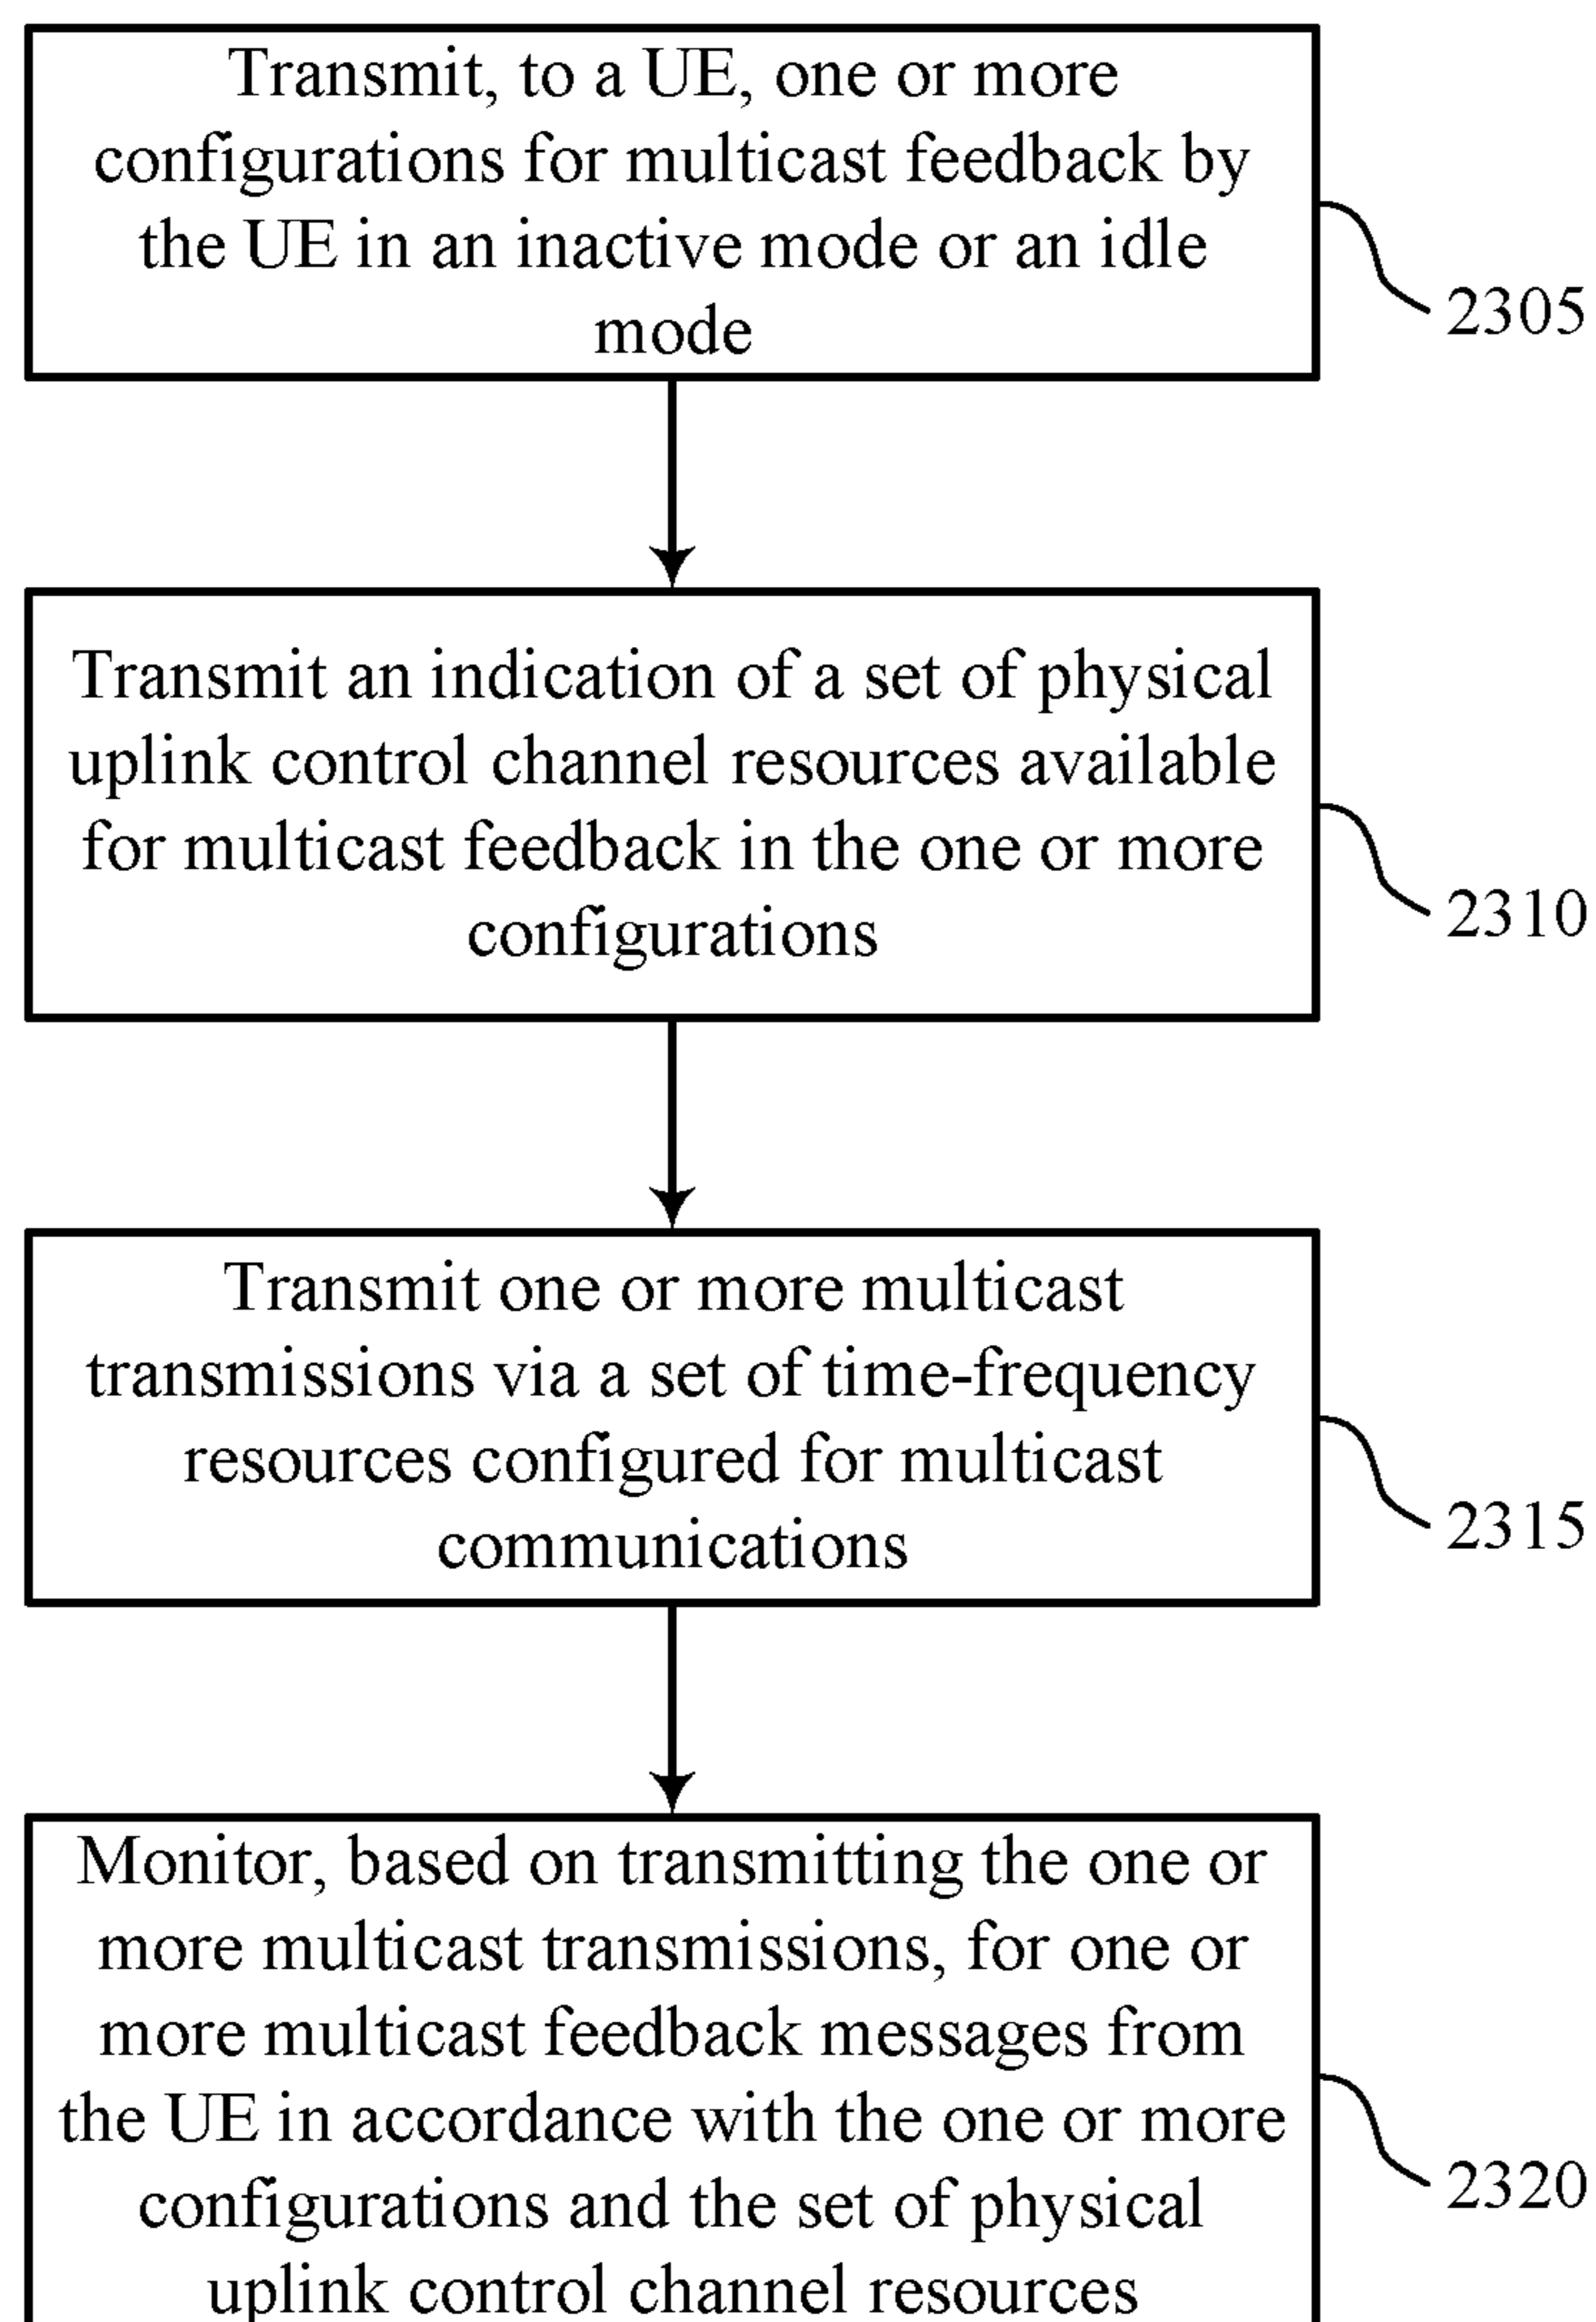 Transmit, to a UE, one or more
configurations for multicast feedback by
the UE in an inactive mode or an idle
mode
2305
Transmit an indication of a set of physical
uplink control channel resources available
for multicast feedback in the one or more
configurations
2310
Transmit one or more multicast
transmissions via a set of time-frequency
resources configured for multicast
communications
2315
Monitor, based on transmitting the one or
more multicast transmissions, for one or
more multicast feedback messages from
the UE in accordance with the one or more
configurations and the set of physical
uplink control channel resources
2320